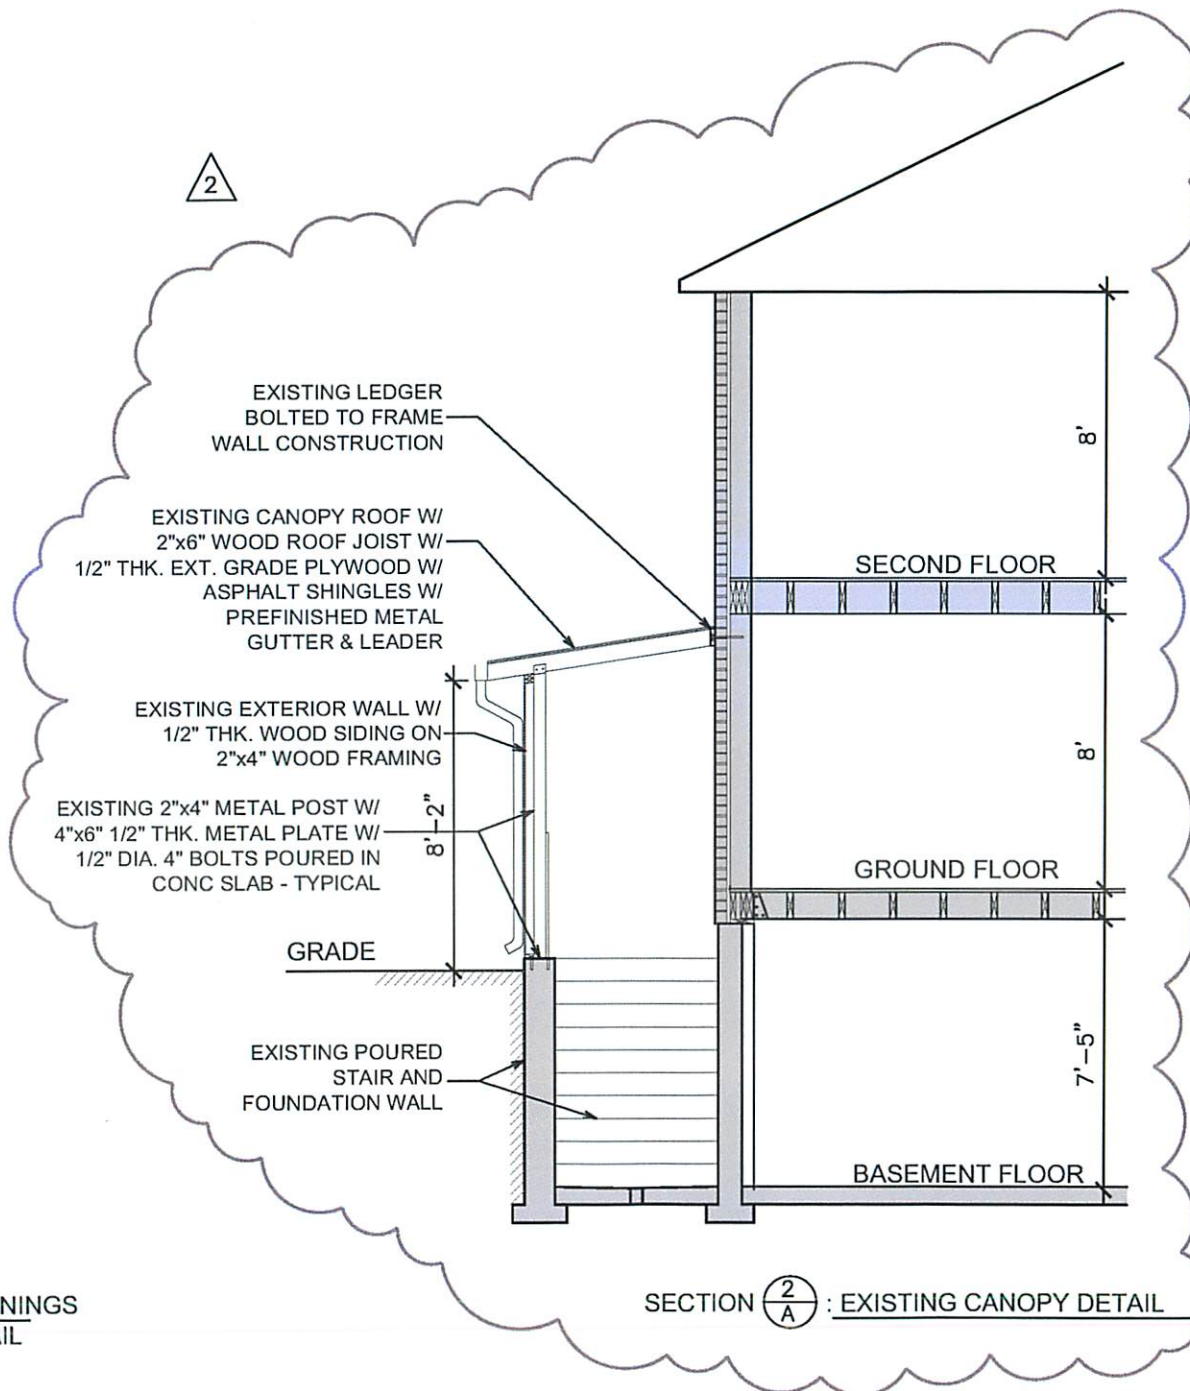 2
EXISTING LEDGER
BOLTED TO FRAME
WALL CONSTRUCTION
8'
EXISTING CANOPY ROOF W/
2"x6" WOOD ROOF JOIST W/
1/2" THK. EXT. GRADE PLYWOOD W/
ASPHALT SHINGLES W/
PREFINISHED METAL
GUTTER & LEADER
SECOND FLOOR
EXISTING EXTERIOR WALL W/
1/2" THK. WOOD SIDING ON
2"x4" WOOD FRAMING
8'
EXISTING 2"x4" METAL POST W/
4"x6" 1/2" THK. METAL PLATE W/
1/2" DIA. 4" BOLTS POURED IN
CONC SLAB - TYPICAL
8'-2"
GROUND FLOOR
GRADE
EXISTING POURED
STAIR AND
FOUNDATION WALL
7'-5"
BASEMENT FLOOR
NINGS
AIL
SECTION 2/A : EXISTING CANOPY DETAIL